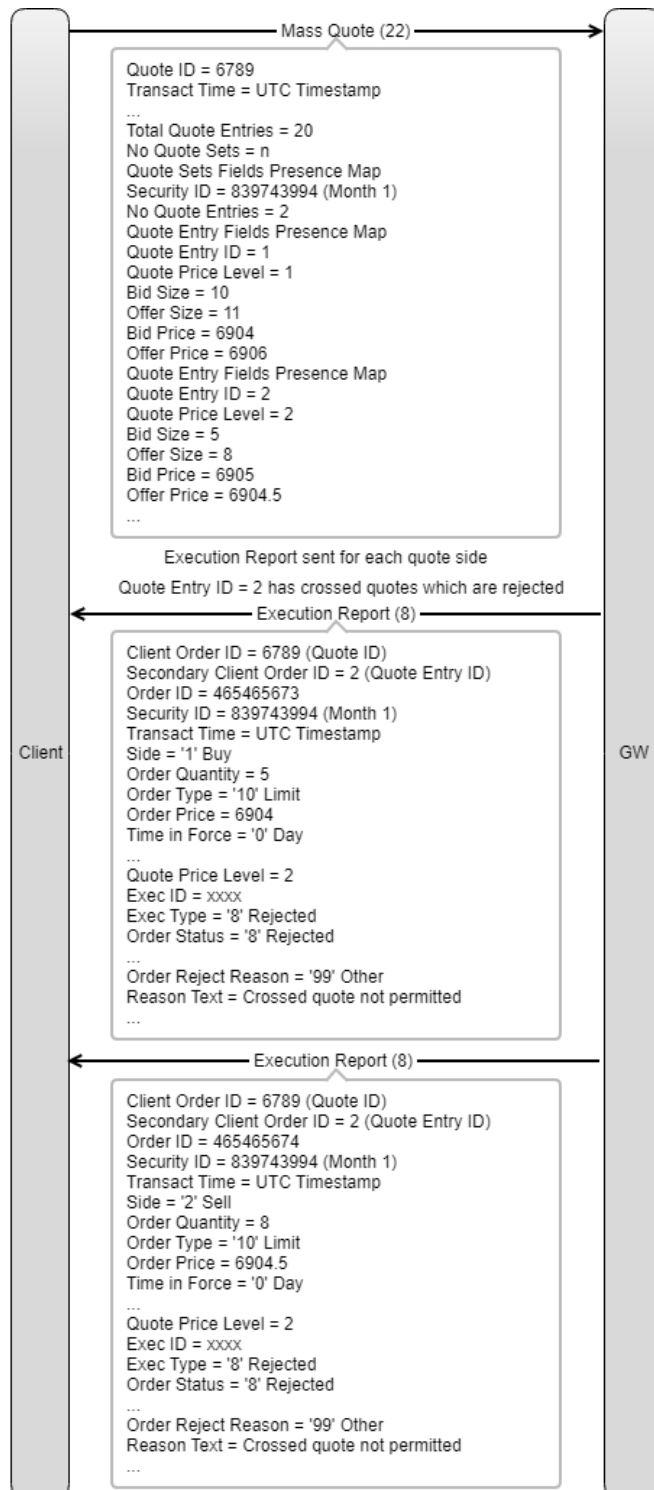 Mass Quote (22)
Quote ID = 6789
Transact Time = UTC Timestamp
...
Total Quote Entries = 20
No Quote Sets = n
Quote Sets Fields Presence Map
Security ID = 839743994 (Month 1)
No Quote Entries = 2
Quote Entry Fields Presence Map
Quote Entry ID = 1
Quote Price Level = 1
Bid Size = 10
Offer Size = 11
Bid Price = 6904
Offer Price = 6906
Quote Entry Fields Presence Map
Quote Entry ID = 2
Quote Price Level = 2
Bid Size = 5
Offer Size = 8
Bid Price = 6905
Offer Price = 6904.5
...
Execution Report sent for each quote side
Quote Entry ID = 2 has crossed quotes which are rejected
Execution Report (8)
Client Order ID = 6789 (Quote ID)
Secondary Client Order ID = 2 (Quote Entry ID)
Order ID = 465465673
Security ID = 839743994 (Month 1)
Transact Time = UTC Timestamp
Client
GW
Side = '1' Buy
Order Quantity = 5
Order Type = '10' Limit
Order Price = 6904
Time in Force = '0' Day
...
Quote Price Level = 2
Exec ID = xxxx
Exec Type = '8' Rejected
Order Status = '8' Rejected
...
Order Reject Reason = '99' Other
Reason Text = Crossed quote not permitted
...
Execution Report (8)
Client Order ID = 6789 (Quote ID)
Secondary Client Order ID = 2 (Quote Entry ID)
Order ID = 465465674
Security ID = 839743994 (Month 1)
Transact Time = UTC Timestamp
Side = '2' Sell
Order Quantity = 8
Order Type = '10' Limit
Order Price = 6904.5
Time in Force = '0' Day
...
Quote Price Level = 2
Exec ID = xxxx
Exec Type = '8' Rejected
Order Status = '8' Rejected
...
Order Reject Reason = '99' Other
Reason Text = Crossed quote not permitted
...